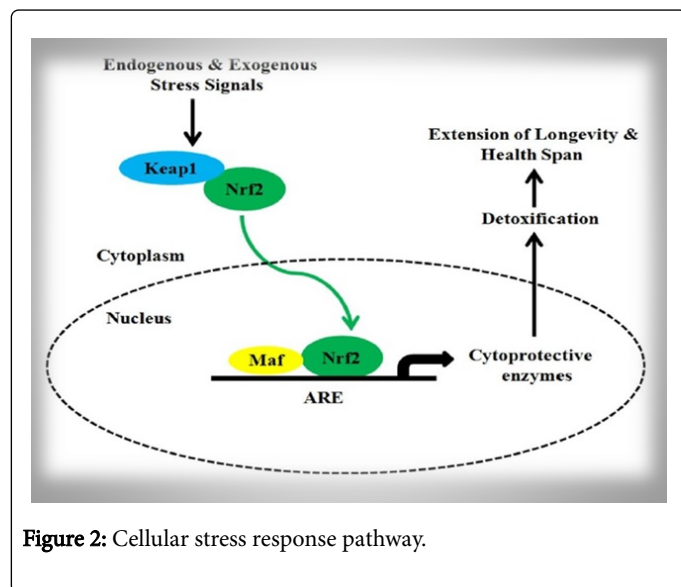 Endogenous & Exogenous
Stress Signals
Keap1
Nrf2
Cytoplasm
Nucleus
Maf
Nrf2
ARE
Cytoprotective
enzymes
Detoxification
Extension of Longevity &
Health Span
Figure 2: Cellular stress response pathway.